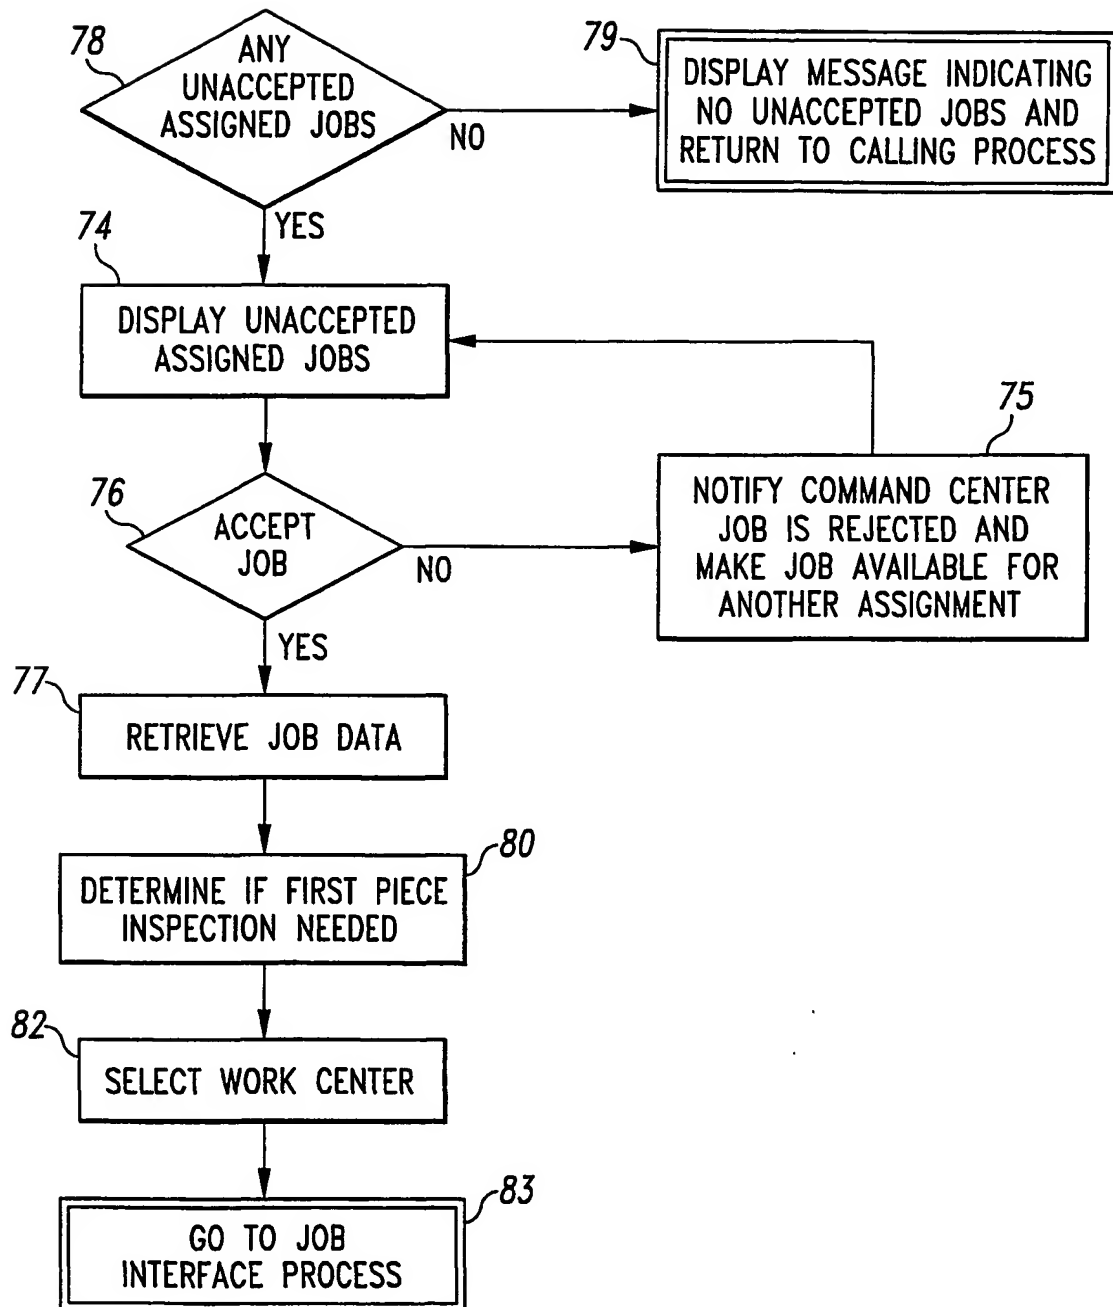 78
ANY
UNACCEPTED
ASSIGNED JOBS
NO
79
DISPLAY MESSAGE INDICATING
NO UNACCEPTED JOBS AND
RETURN TO CALLING PROCESS
YES
74
DISPLAY UNACCEPTED
ASSIGNED JOBS
75
NOTIFY COMMAND CENTER
JOB IS REJECTED AND
MAKE JOB AVAILABLE FOR
ANOTHER ASSIGNMENT
76
ACCEPT
JOB
NO
YES
77
RETRIEVE JOB DATA
80
DETERMINE IF FIRST PIECE
INSPECTION NEEDED
82
SELECT WORK CENTER
83
GO TO JOB
INTERFACE PROCESS